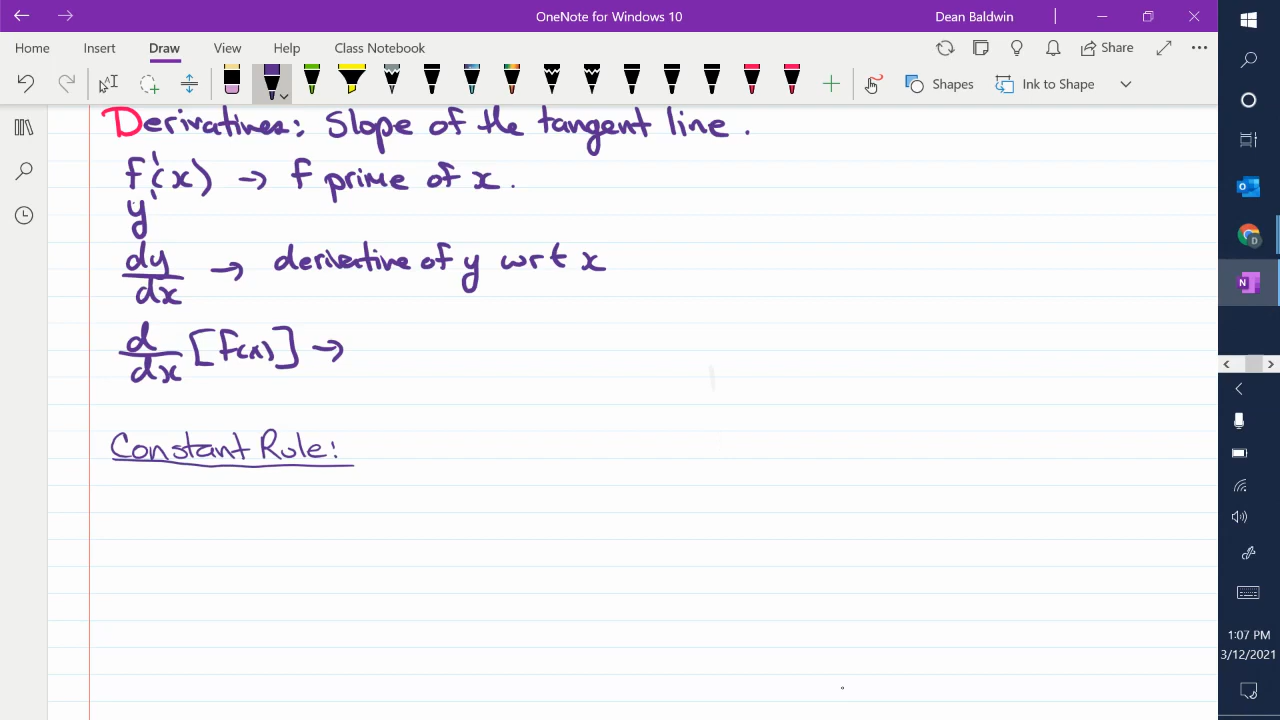 OneNote for Windows 10
Dean Baldwin
Home Insert Draw View Help Class Notebook Share
Shapes Ink to Shape
Derivatives: Slope of the tangent line.
f'(x) → f prime of x.
y'
dy/dx → derivative of y wrt x
d/dx [f(x)] →
Constant Rule:
D
N
1:07 PM
3/12/2021